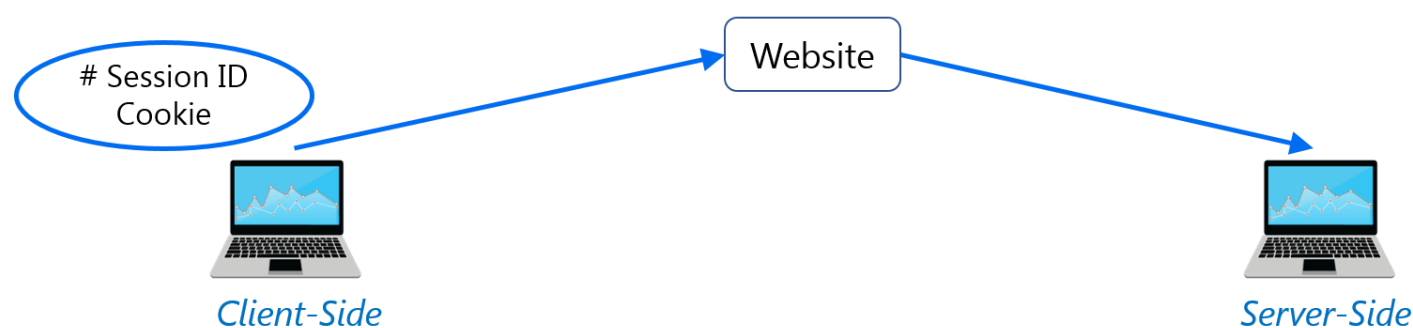 # Session ID
Cookie
Website
Client-Side
Server-Side